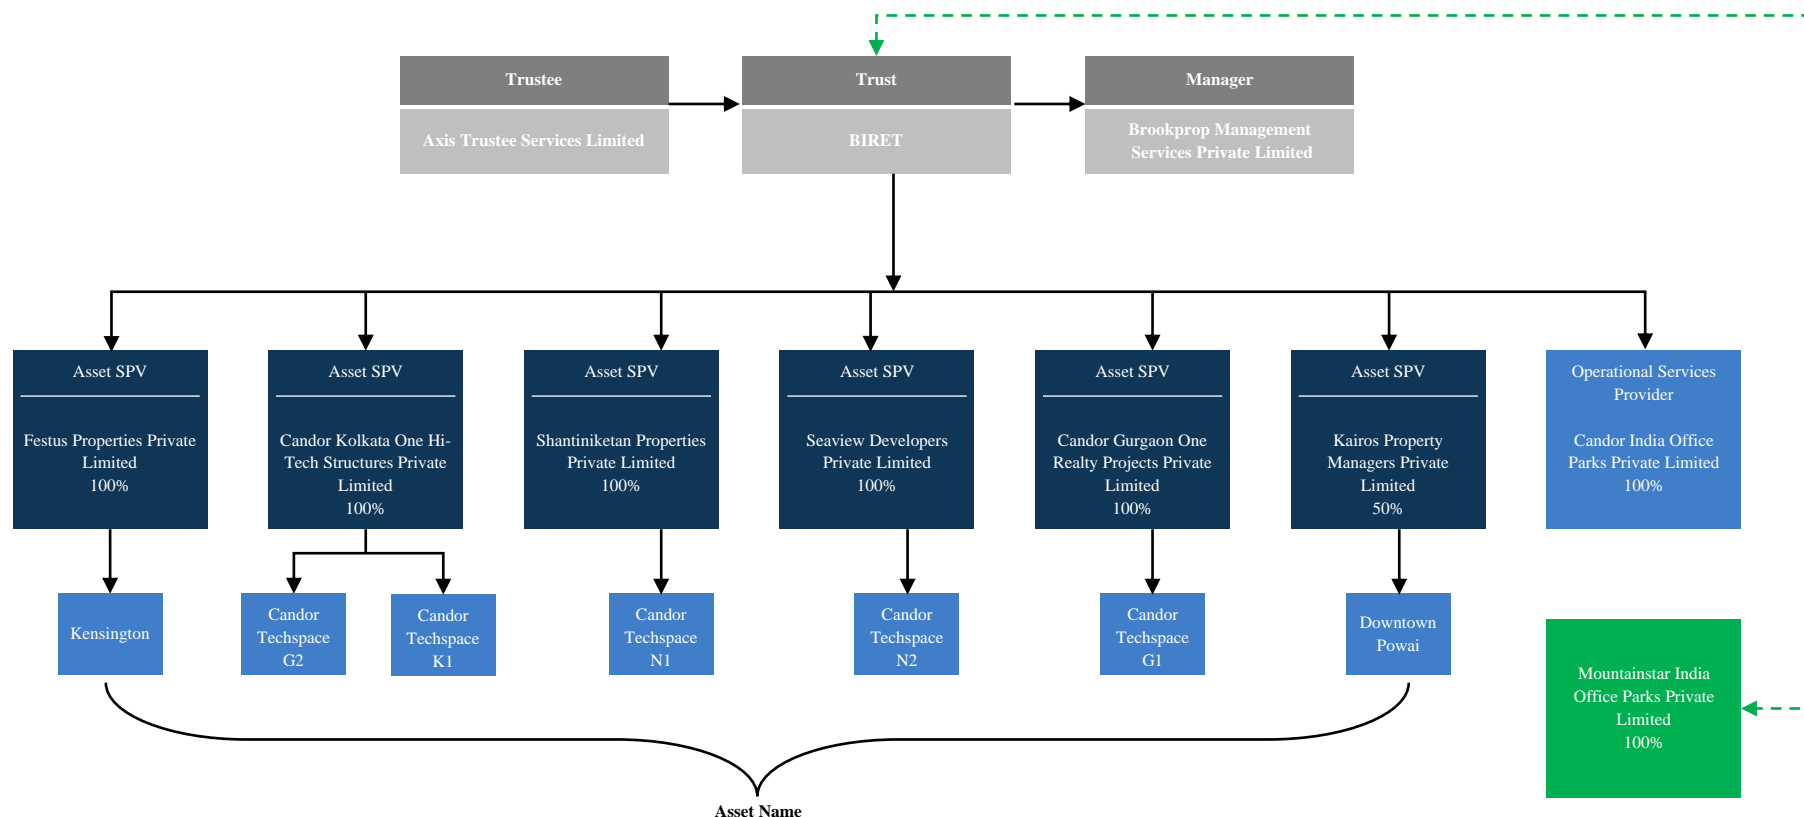 Trustee
Axis Trustee Services Limited
Trust
BIRET
Manager
Brookprop Management
Services Private Limited
Asset SPV
Festus Properties Private
Limited
100%
Asset SPV
Candor Kolkata One Hi-
Tech Structures Private
Limited
100%
Asset SPV
Shantiniketan Properties
Private Limited
100%
Asset SPV
Seaview Developers
Private Limited
100%
Asset SPV
Candor Gurgaon One
Realty Projects Private
Limited
100%
Asset SPV
Kairos Property
Managers Private
Limited
50%
Operational Services
Provider
Candor India Office
Parks Private Limited
100%
Kensington
Candor
Techspace
G2
Candor
Techspace
K1
Candor
Techspace
N1
Candor
Techspace
N2
Candor
Techspace
G1
Downtown
Powai
Mountainstar India
Office Parks Private
Limited
100%
Asset Name